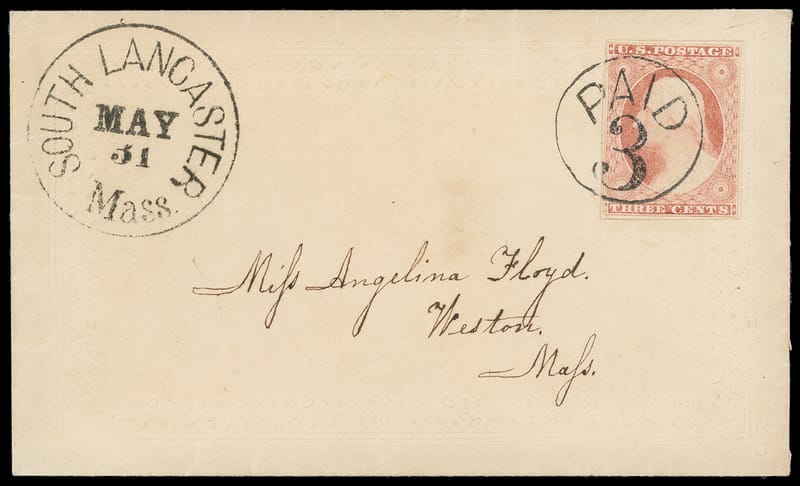 SOUTH LANCASTER
MAY
31
Mass.
U.S. POSTAGE
PAID
3
THREE CENTS
Miſs Angelina Floyd.
Weston.
Maſs.